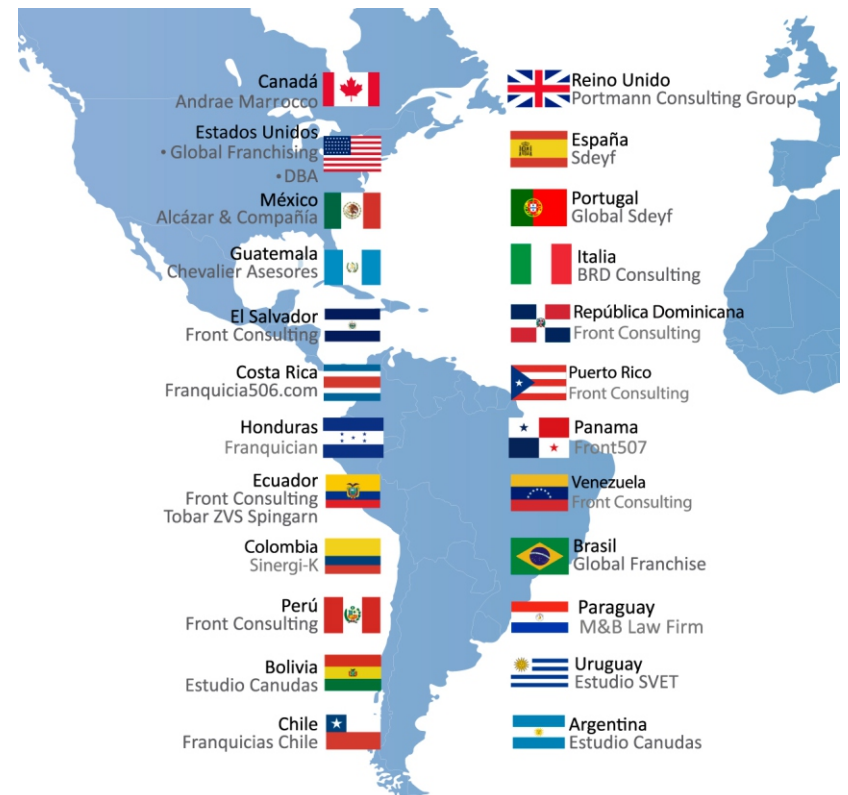 Canadá
Andrae Marrocco
Estados Unidos
• Global Franchising
• DBA
México
Alcázar & Compañía
Guatemala
Chevalier Asesores
El Salvador
Front Consulting
Costa Rica
Franquicia506.com
Honduras
Franquician
Ecuador
Front Consulting
Tobar ZVS Spingarn
Colombia
Sinergi-K
Perú
Front Consulting
Bolivia
Estudio Canudas
Chile
Franquicias Chile
Reino Unido
Portmann Consulting Group
España
Sdeyf
Portugal
Global Sdeyf
Italia
BRD Consulting
República Dominicana
Front Consulting
Puerto Rico
Front Consulting
Panama
Front507
Venezuela
Front Consulting
Brasil
Global Franchise
Paraguay
M&B Law Firm
Uruguay
Estudio SVET
Argentina
Estudio Canudas